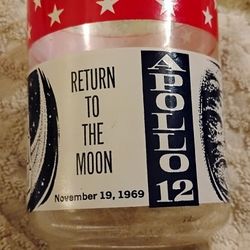 RETURN
TO
THE
MOON
November 19, 1969
APOLLO
12